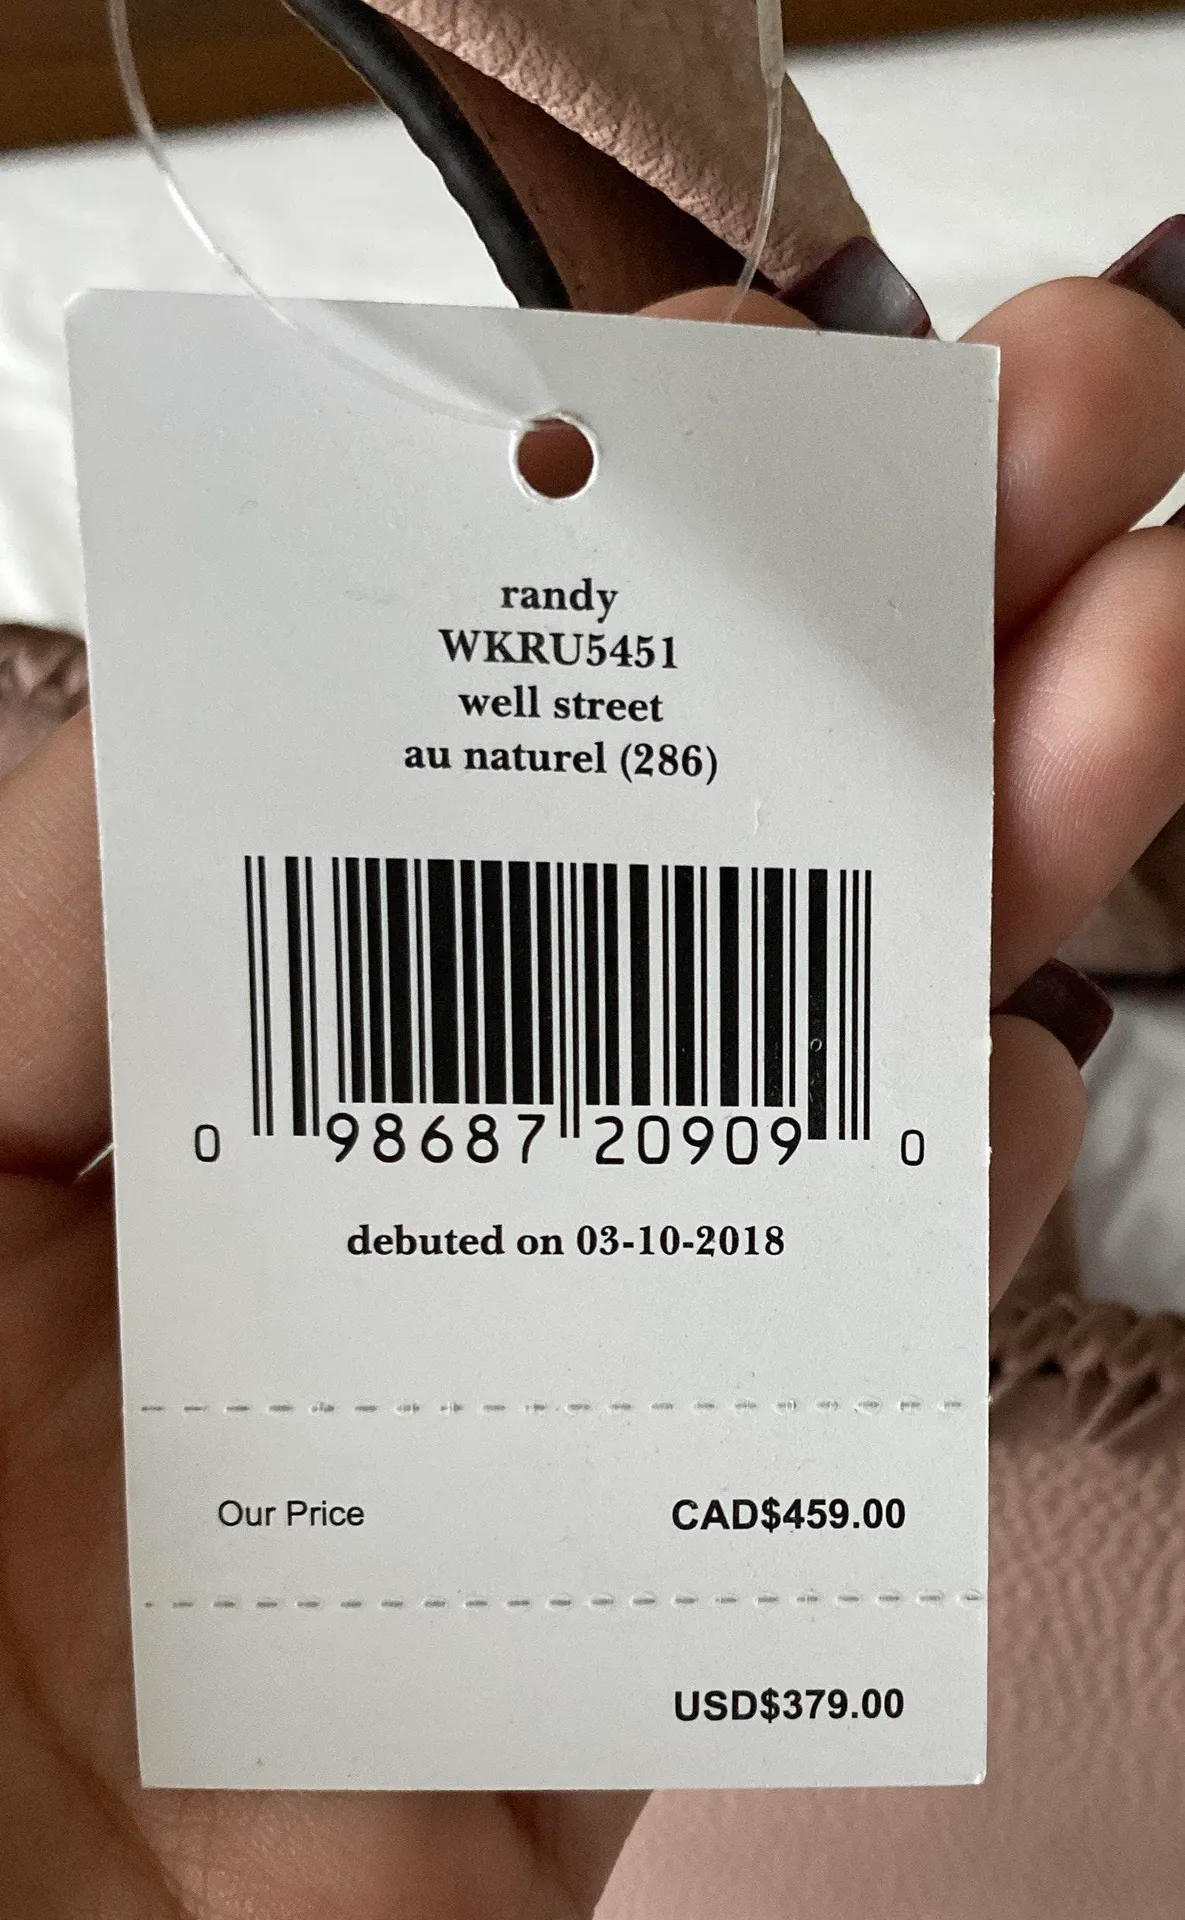 randy
WKRU5451
well street
au naturel (286)
0 98687 20909 0
debuted on 03-10-2018
Our Price CAD$459.00
USD$379.00